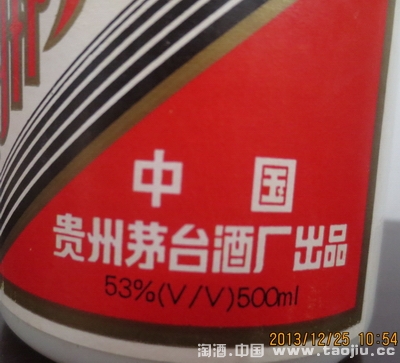 中国
贵州茅台酒厂出品
53%(V/V)500ml
2013/12/25 10:54
淘酒.中国 www.taojiu.cc